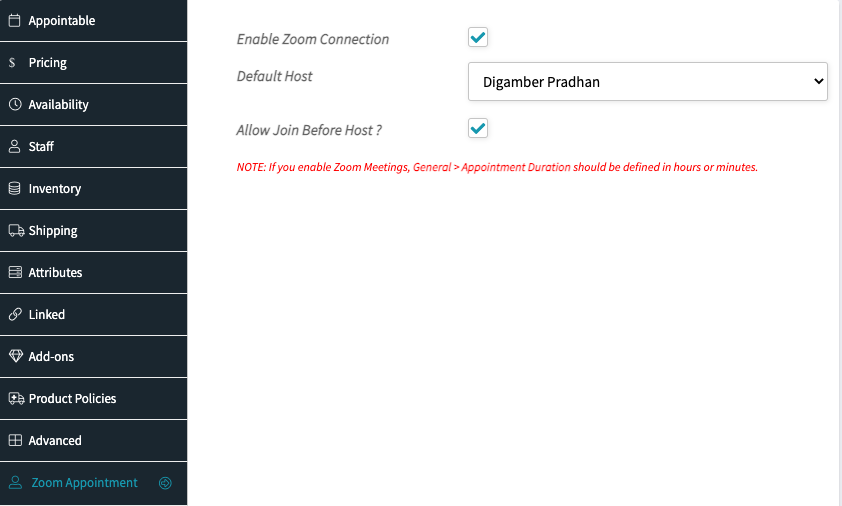 Appointable
Pricing
Availability
Staff
Inventory
Shipping
Attributes
Linked
Add-ons
Product Policies
Advanced
Zoom Appointment
Enable Zoom Connection
Default Host
Digamber Pradhan
Allow Join Before Host ?
NOTE: If you enable Zoom Meetings, General > Appointment Duration should be defined in hours or minutes.